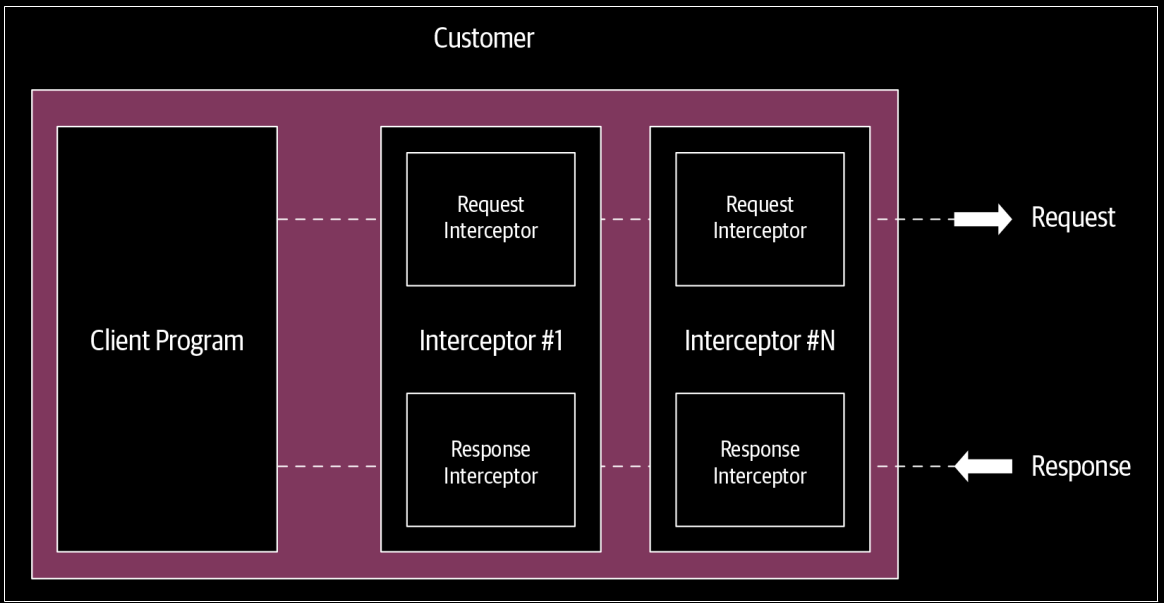 Customer
Client Program
Request
Interceptor
Interceptor #1
Response
Interceptor
Request
Interceptor
Interceptor #N
Response
Interceptor
Request
Response